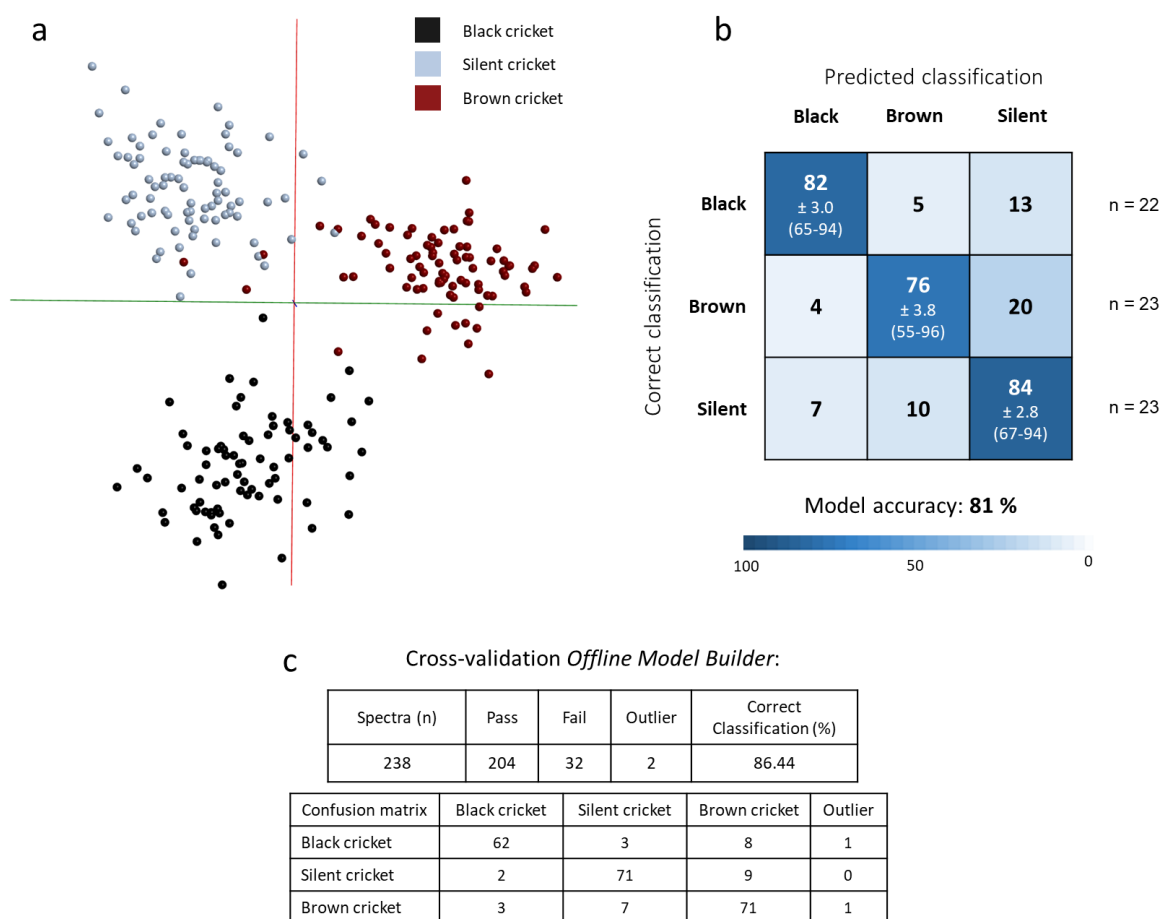 a
Black cricket
Silent cricket
Brown cricket
b
Predicted classification
Black Brown Silent
Correct classification
Black
82
± 3.0
(65-94)
5
13
n = 22
Brown
4
76
± 3.8
(55-96)
20
n = 23
Silent
7
10
84
± 2.8
(67-94)
n = 23
Model accuracy: 81 %
100 50 0
c
Cross-validation Offline Model Builder:
Spectra (n) Pass Fail Outlier Correct Classification (%)
238 204 32 2 86.44
Confusion matrix Black cricket Silent cricket Brown cricket Outlier
Black cricket 62 3 8 1
Silent cricket 2 71 9 0
Brown cricket 3 7 71 1